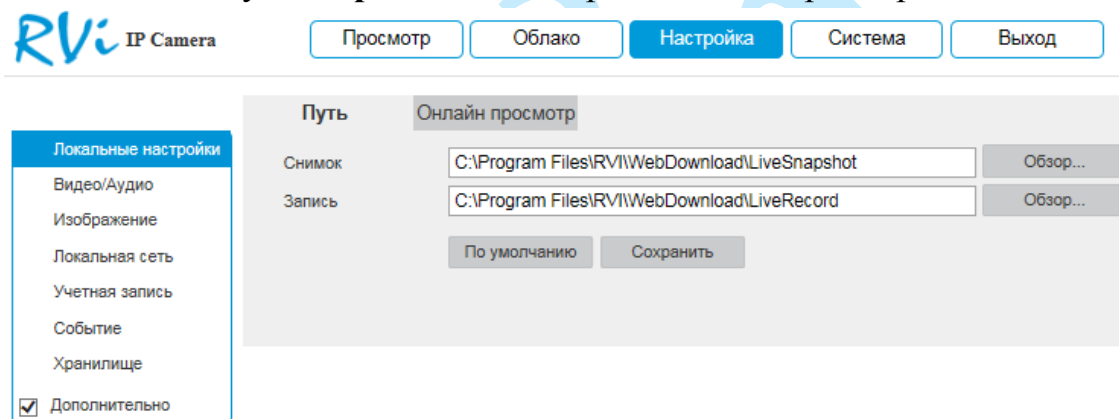 RVi IP Camera
Просмотр Облако Настройка Система Выход
Путь Онлайн просмотр
Локальные настройки
Снимок C:\Program Files\RVI\WebDownload\LiveSnapshot Обзор...
Видео/Аудио
Запись C:\Program Files\RVI\WebDownload\LiveRecord Обзор...
Изображение
По умолчанию Сохранить
Локальная сеть
Учетная запись
Событие
Хранилище
Дополнительно